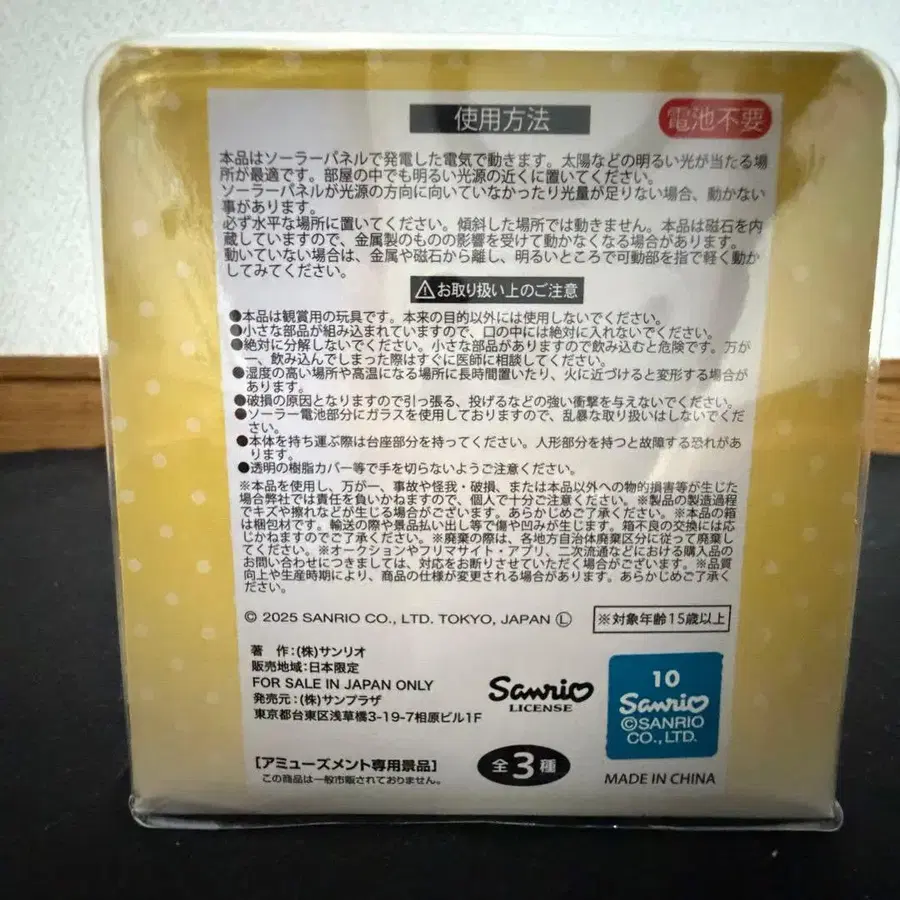 使用方法
電池不要
本品はソーラーパネルで発電した電気で動きます。太陽などの明るい光が当たる場
所が最適です。部屋の中でも明るい光源の近くに置いてください。
ソーラーパネルが光源の方向に向いていなかったり光量が足りない場合、動かない
事があります。
必ず水平な場所に置いてください。傾斜した場所では動きません。本品は磁石を内
蔵していますので、金属製のものの影響を受けて動かなくなる場合があります。
動いていない場合は、金属や磁石から離し、明るいところで可動部を指で軽く動か
してみてください。
⚠お取り扱い上のご注意
●本品は観賞用の玩具です。本来の目的以外には使用しないでください。
●小さな部品が組み込まれていますので、口の中には絶対に入れないでください。
●絶対に分解しないでください。小さな部品がありますので飲み込むと危険です。万が
一、飲み込んでしまった際はすぐに医師に相談してください。
●湿度の高い場所や高温になる場所に長時間置いたり、火に近づけると変形する場合が
あります。
●破損の原因となりますので引っ張る、投げるなどの強い衝撃を与えないでください。
●ソーラー電池部分にガラスを使用しておりますので、乱暴な取り扱いはしないでくだ
さい。
●本体を持ち運ぶ際は台座部分を持ってください。人形部分を持つと故障する恐れがあ
ります。
●透明の樹脂カバー等で手を切らないようご注意ください。
※本品を使用し、万が一、事故や怪我・破損、または本品以外への物的損害等が生じた
場合弊社では責任を負いかねますので、個人で十分ご注意ください。※製品の製造過程
でキズや擦れなどが生じる場合がございます。あらかじめご了承ください。※本品の箱
は梱包材です。輸送の際や景品払い出し等で傷や凹みが生じます。箱不良の交換には応
じかねますのでご了承ください。※廃棄の際は、各地方自治体廃棄区分に従って廃棄し
てください。※オークションやフリマサイト・アプリ、二次流通などにおける購入品の
お問い合わせにつきましては、対応をお断りさせていただく場合がございます。※品質
向上や生産時期により、商品の仕様が変更される場合があります。あらかじめご了承く
ださい。
© 2025 SANRIO CO., LTD. TOKYO, JAPAN Ⓛ
※対象年齢15歳以上
著 作:(株)サンリオ
販売地域:日本限定
FOR SALE IN JAPAN ONLY
発売元:(株)サンプラザ
東京都台東区浅草橋3-19-7相原ビル1F
Sanrio
LICENSE
10
Sanrio
©SANRIO
CO.,LTD.
【アミューズメント専用景品】
この商品は一般市販されておりません。
全3種
MADE IN CHINA